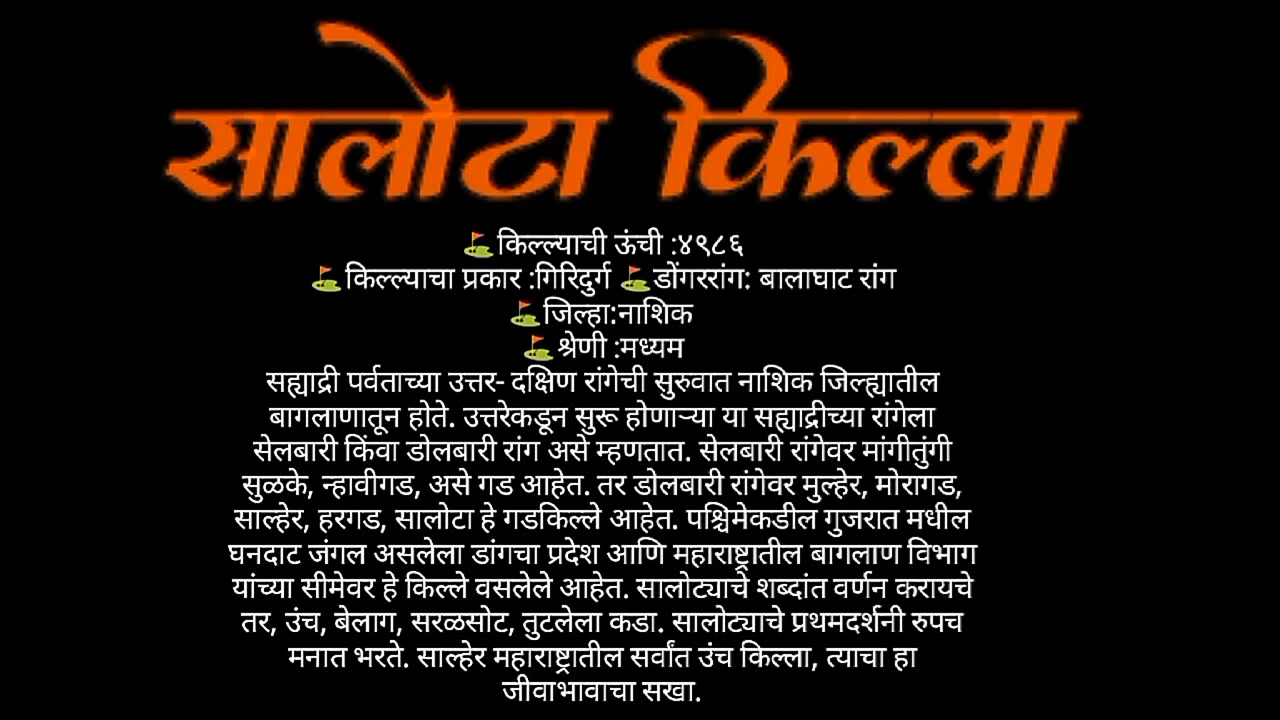 सालोटा किल्ला
⛳किल्ल्याची ऊंची :४९८६
⛳किल्ल्याचा प्रकार :गिरिदुर्ग ⛳डोंगररांग: बालाघाट रांग
⛳जिल्हा:नाशिक
⛳श्रेणी :मध्यम
सह्याद्री पर्वताच्या उत्तर- दक्षिण रांगेची सुरुवात नाशिक जिल्ह्यातील
बागलाणातून होते. उत्तरेकडून सुरू होणाऱ्या या सह्याद्रीच्या रांगेला
सेलबारी किंवा डोलबारी रांग असे म्हणतात. सेलबारी रांगेवर मांगीतुंगी
सुळके, न्हावीगड, असे गड आहेत. तर डोलबारी रांगेवर मुल्हेर, मोरागड,
साल्हेर, हरगड, सालोटा हे गडकिल्ले आहेत. पश्चिमेकडील गुजरात मधील
घनदाट जंगल असलेला डांगचा प्रदेश आणि महाराष्ट्रातील बागलाण विभाग
यांच्या सीमेवर हे किल्ले वसलेले आहेत. सालोट्याचे शब्दांत वर्णन करायचे
तर, उंच, बेलाग, सरळसोट, तुटलेला कडा. सालोट्याचे प्रथमदर्शनी रुपच
मनात भरते. साल्हेर महाराष्ट्रातील सर्वांत उंच किल्ला, त्याचा हा
जीवाभावाचा सखा.